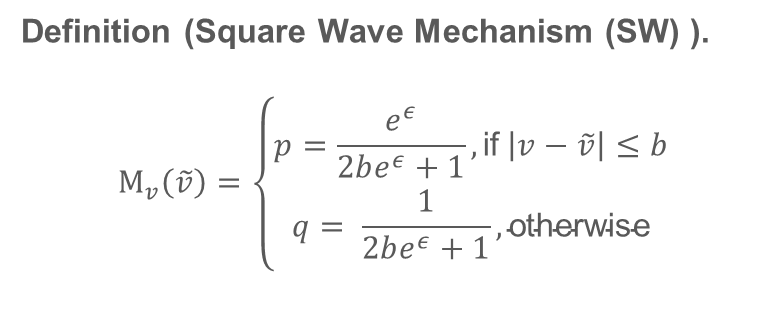 Definition (Square Wave Mechanism (SW) ).
M_v(ṽ) = { p = e^ϵ / (2be^ϵ + 1), if |v − ṽ| ≤ b
q = 1 / (2be^ϵ + 1), otherwise